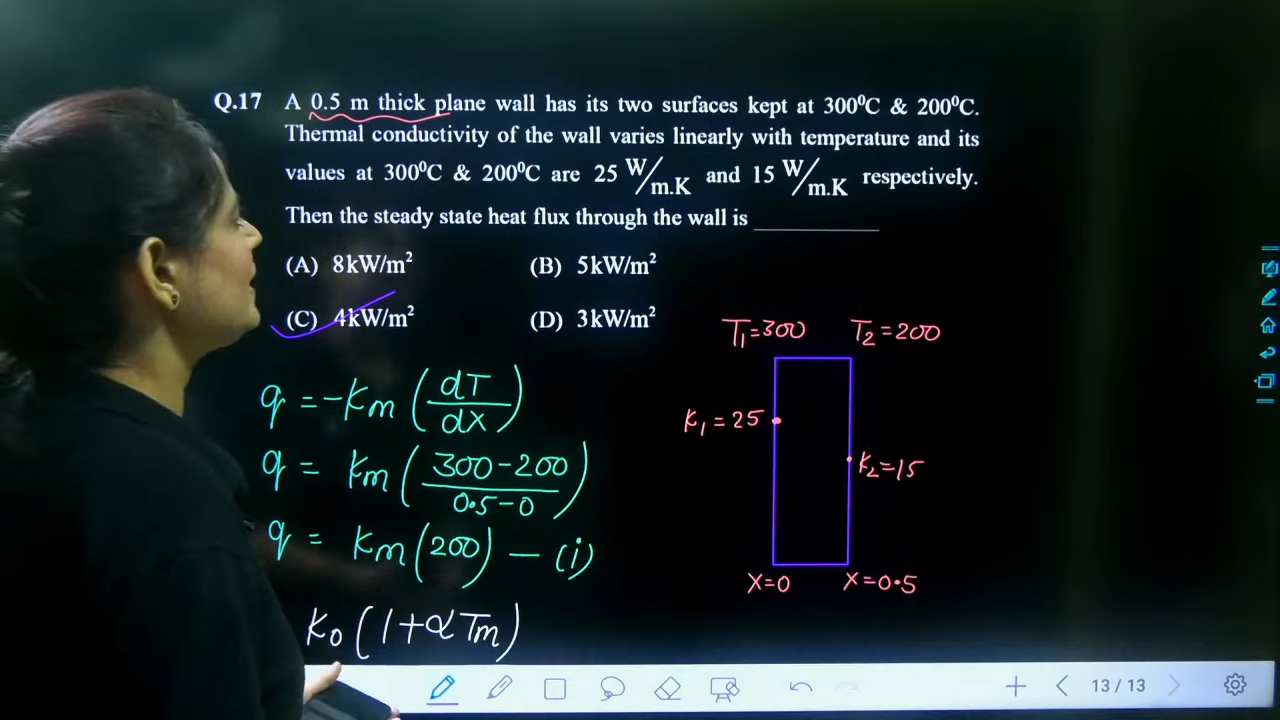 Q.17 A 0.5 m thick plane wall has its two surfaces kept at 300⁰C & 200⁰C.
Thermal conductivity of the wall varies linearly with temperature and its
values at 300⁰C & 200⁰C are 25 W/m.K and 15 W/m.K respectively.
Then the steady state heat flux through the wall is ________
(A) 8kW/m² (B) 5kW/m²
(C) 4kW/m² (D) 3kW/m²
T₁=300 T₂=200
q = -Km (dT/dX)
K₁=25
q = Km (300-200/0.5-0)
K₂=15
q = Km (200) — (i)
X=0 X=0.5
K₀(1+αTm)
13 / 13